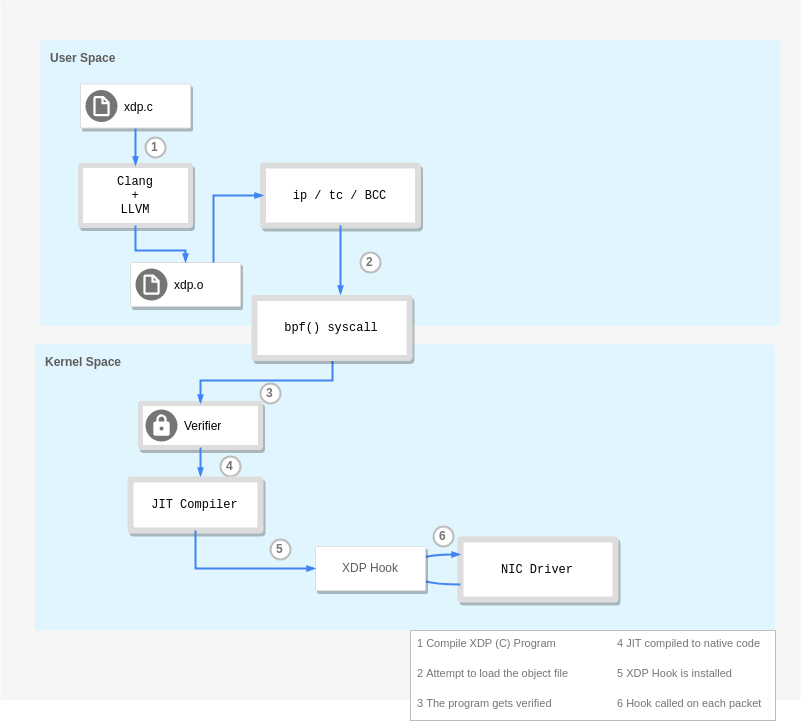 User Space
xdp.c
1
Clang
+
LLVM
ip / tc / BCC
2
xdp.o
bpf() syscall
Kernel Space
3
Verifier
4
JIT Compiler
5
XDP Hook
6
NIC Driver
1 Compile XDP (C) Program
2 Attempt to load the object file
3 The program gets verified
4 JIT compiled to native code
5 XDP Hook is installed
6 Hook called on each packet